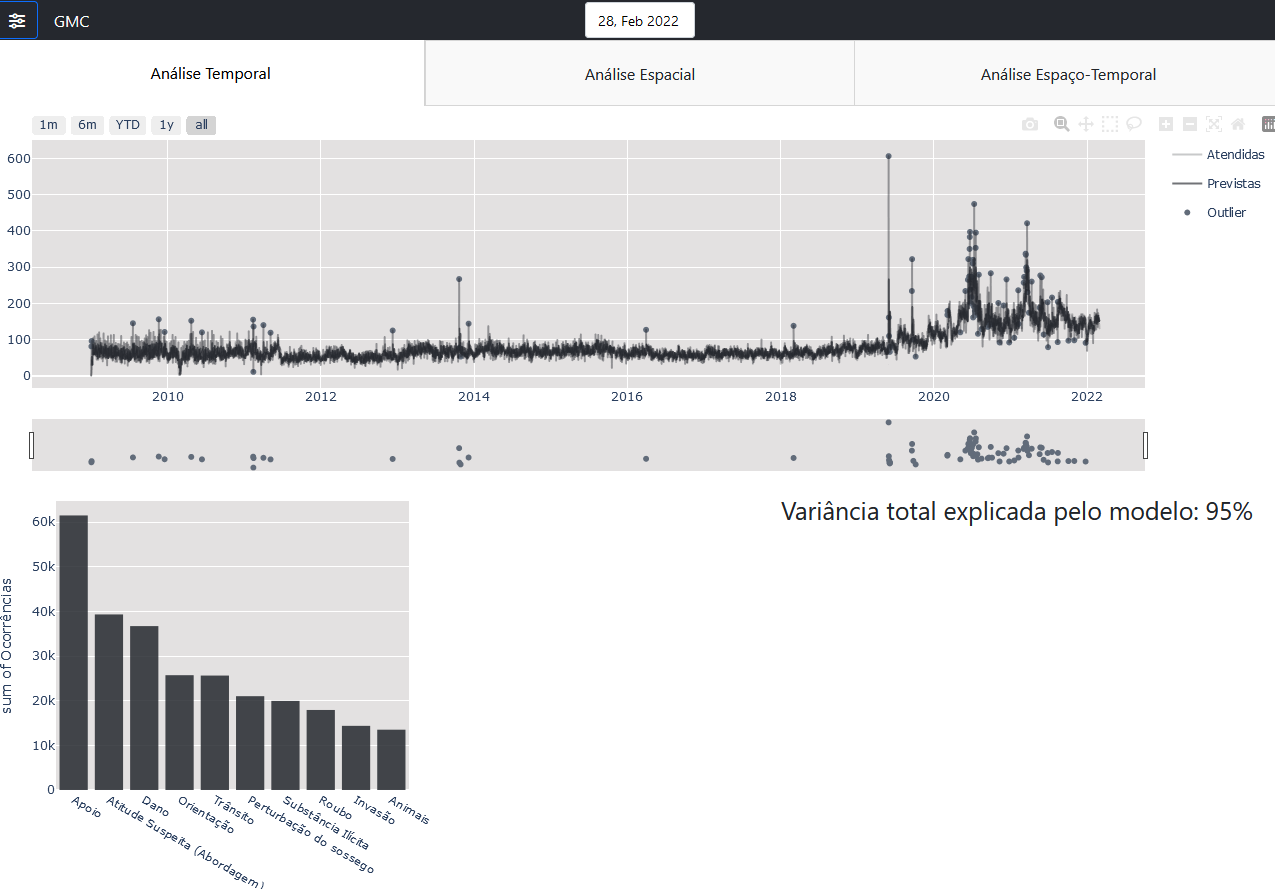 GMC
28, Feb 2022
Análise Temporal
Análise Espacial
Análise Espaço-Temporal
1m 6m YTD 1y all
600
500
400
300
200
100
0
2010 2012 2014 2016 2018 2020 2022
Atendidas
Previstas
Outlier
Variância total explicada pelo modelo: 95%
60k
50k
40k
30k
20k
10k
0
sum of Ocorrências
Apoio
Atitude Suspeita (Abordagem)
Dano
Orientação
Trânsito
Perturbação do sossego
Substância Ilícita
Roubo
Invasão
Animais